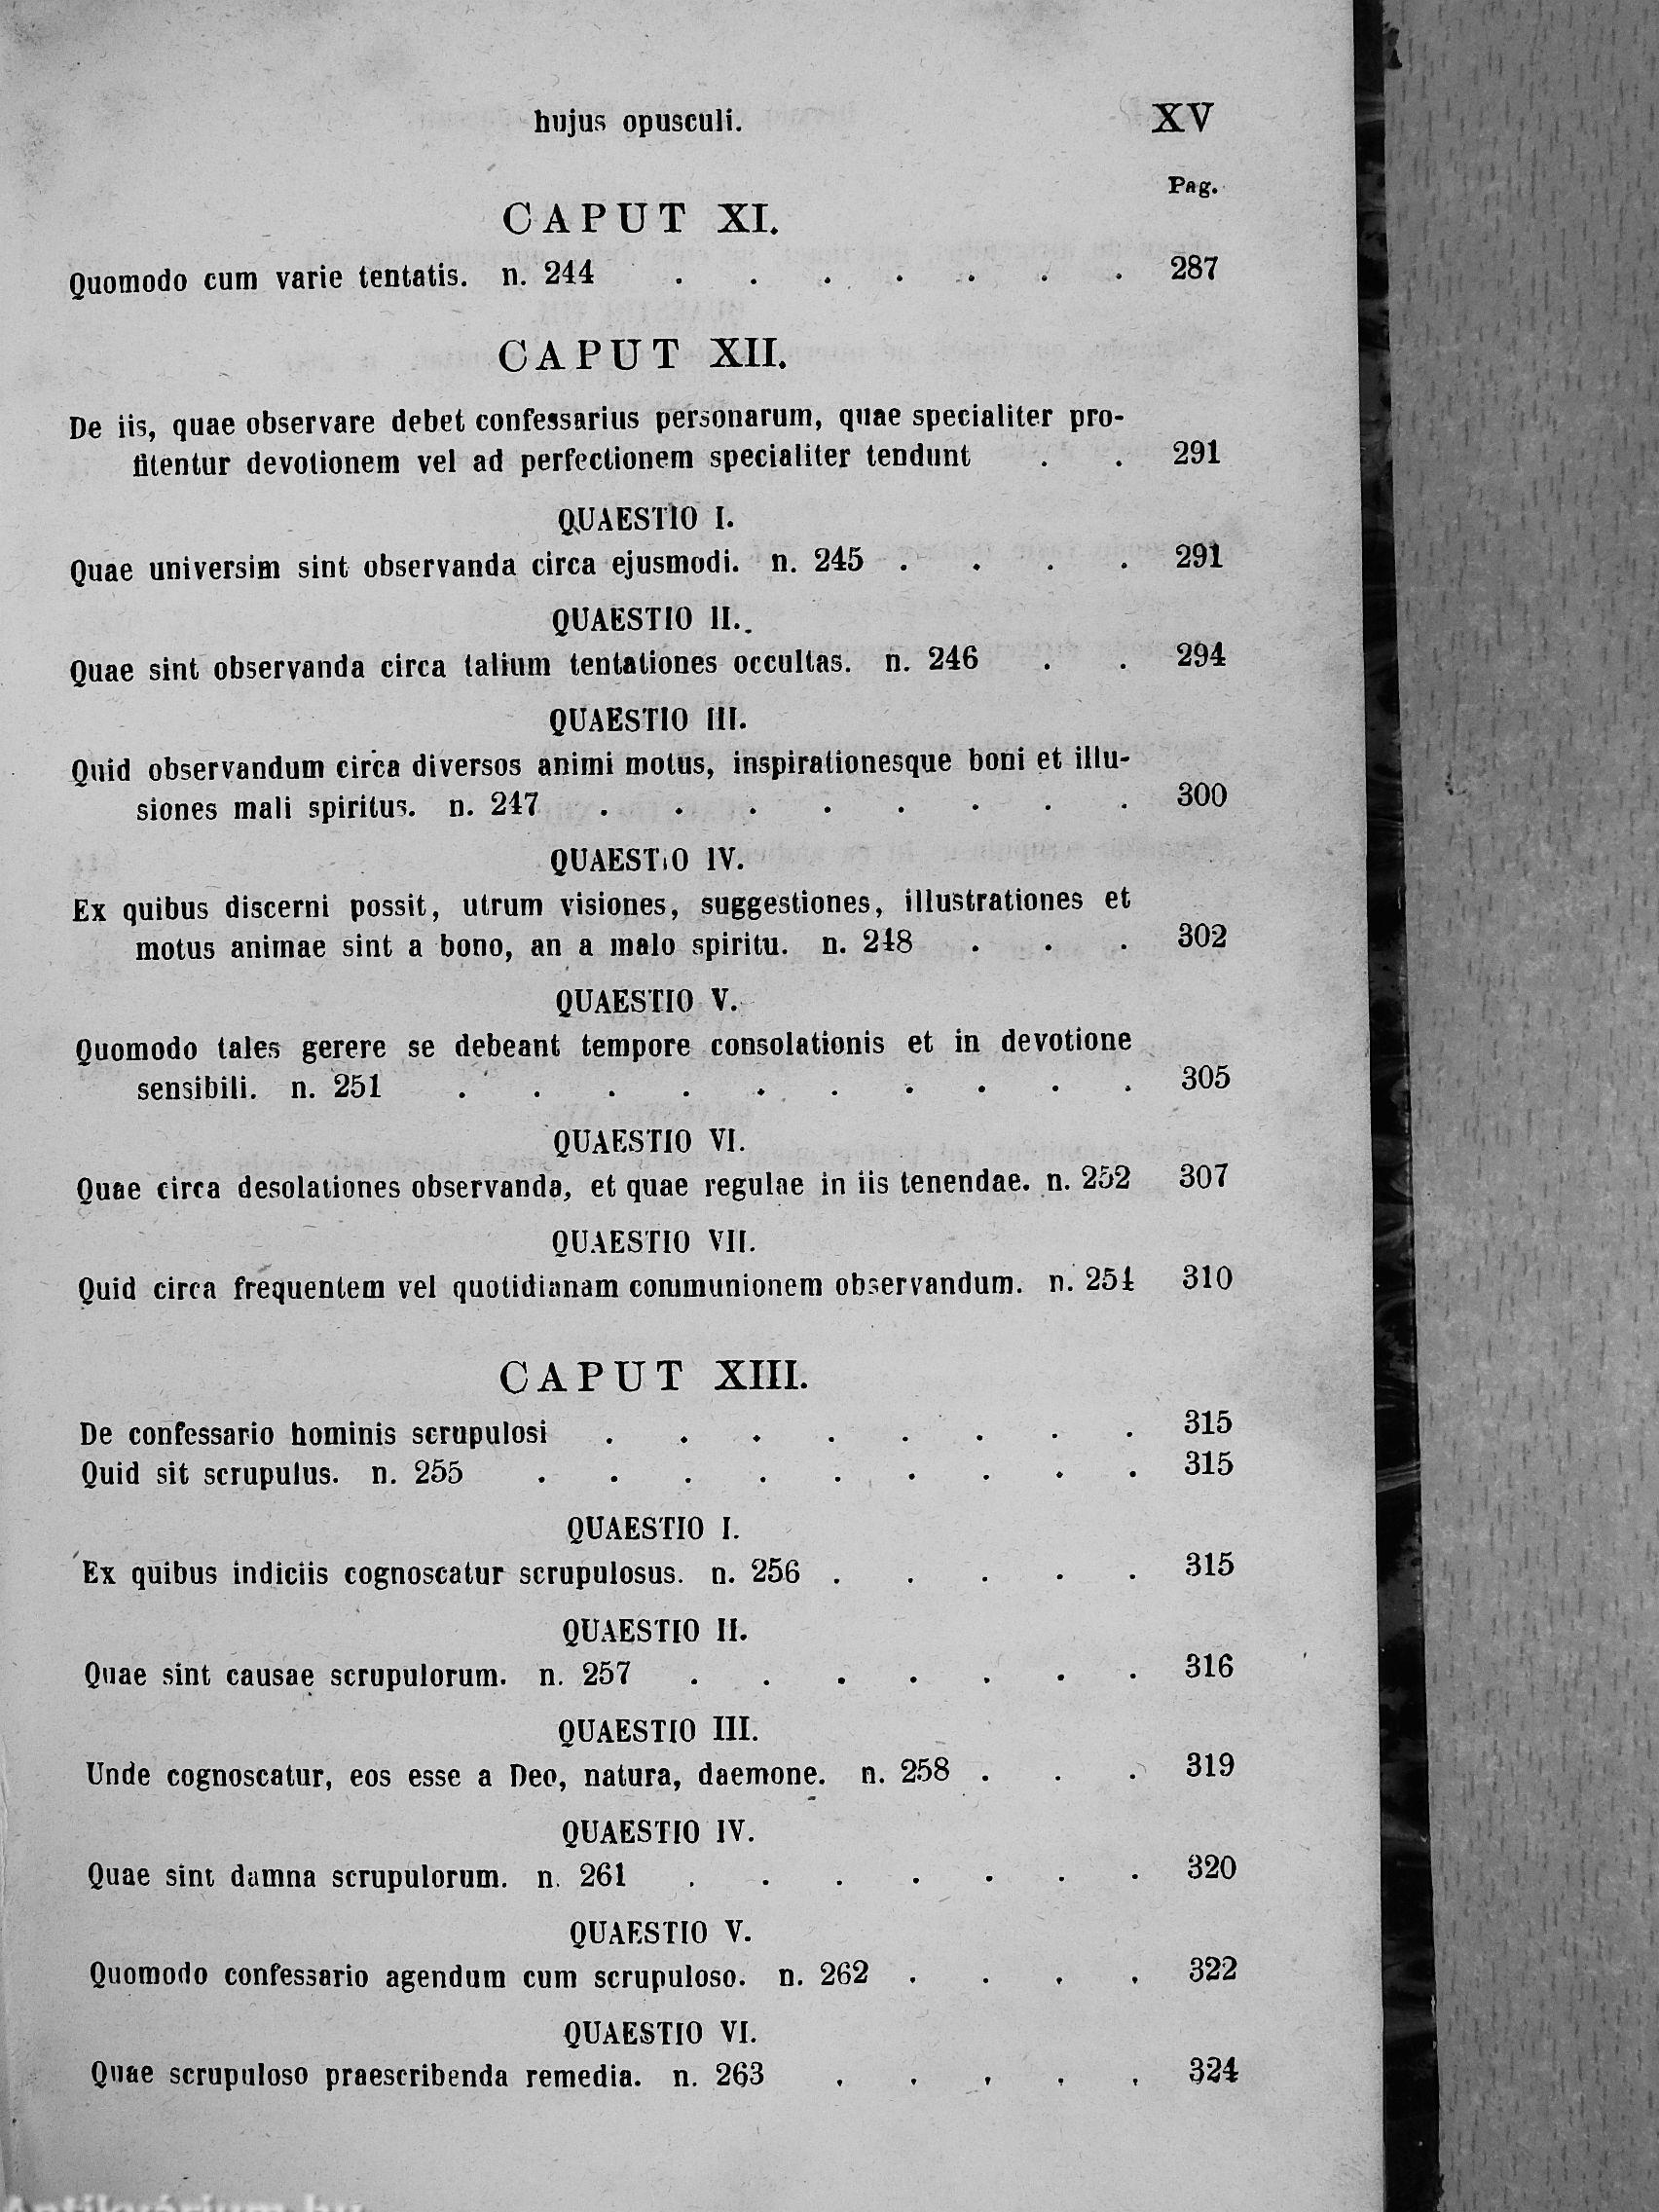 hujus opusculi. XV
Pag.
CAPUT XI.
Quomodo cum varie tentatis. n. 244 . . . . . . . 287
CAPUT XII.
De iis, quae observare debet confessarius personarum, quae specialiter pro-
fitentur devotionem vel ad perfectionem specialiter tendunt . . 291
QUAESTIO I.
Quae universim sint observanda circa ejusmodi. n. 245 . . . . 291
QUAESTIO II.
Quae sint observanda circa talium tentationes occultas. n. 246 . . 294
QUAESTIO III.
Quid observandum circa diversos animi motus, inspirationesque boni et illu-
siones mali spiritus. n. 247 . . . . . . . . 300
QUAESTIO IV.
Ex quibus discerni possit, utrum visiones, suggestiones, illustrationes et
motus animae sint a bono, an a malo spiritu. n. 248 . . . 302
QUAESTIO V.
Quomodo tales gerere se debeant tempore consolationis et in devotione
sensibili. n. 251 . . . . . . . . . . 305
QUAESTIO VI.
Quae circa desolationes observanda, et quae regulae in iis tenendae. n. 252 307
QUAESTIO VII.
Quid circa frequentem vel quotidianam communionem observandum. n. 254 310
CAPUT XIII.
De confessario hominis scrupulosi . . . . . . . . 315
Quid sit scrupulus. n. 255 . . . . . . . . . 315
QUAESTIO I.
Ex quibus indiciis cognoscatur scrupulosus. n. 256 . . . . . 315
QUAESTIO II.
Quae sint causae scrupulorum. n. 257 . . . . . . . 316
QUAESTIO III.
Unde cognoscatur, eos esse a Deo, natura, daemone. n. 258 . . . 319
QUAESTIO IV.
Quae sint damna scrupulorum. n. 261 . . . . . . . 320
QUAESTIO V.
Quomodo confessario agendum cum scrupuloso. n. 262 . . . . 322
QUAESTIO VI.
Quae scrupuloso praescribenda remedia. n. 263 . . . . . 324